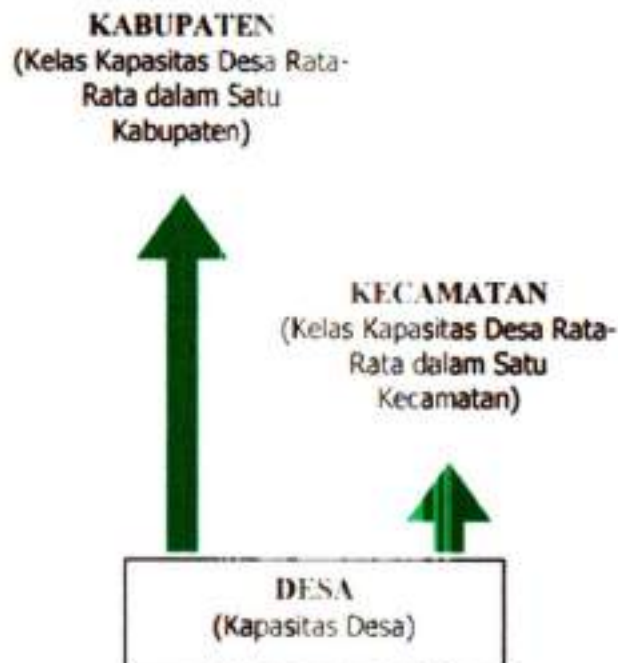 KABUPATEN
(Kelas Kapasitas Desa Rata-
Rata dalam Satu
Kabupaten)
KECAMATAN
(Kelas Kapasitas Desa Rata-
Rata dalam Satu
Kecamatan)
DESA
(Kapasitas Desa)